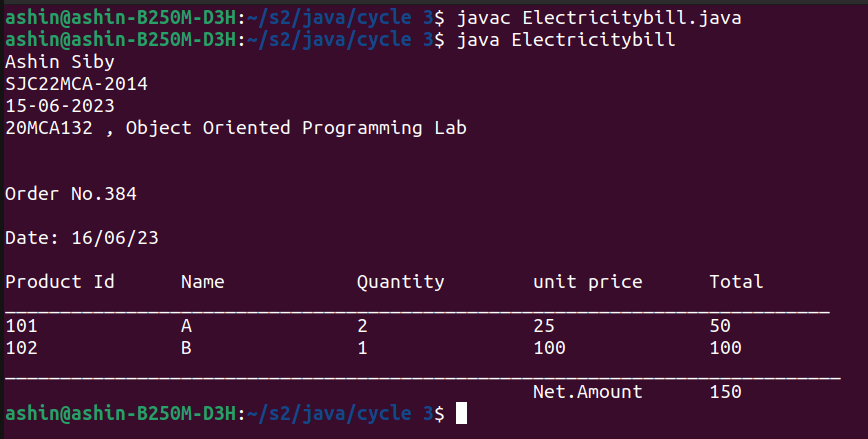 ashin@ashin-B250M-D3H:~/s2/java/cycle 3$ javac Electricitybill.java
ashin@ashin-B250M-D3H:~/s2/java/cycle 3$ java Electricitybill
Ashin Siby
SJC22MCA-2014
15-06-2023
20MCA132 , Object Oriented Programming Lab
Order No.384
Date: 16/06/23
Product Id Name Quantity unit price Total
101 A 2 25 50
102 B 1 100 100
Net.Amount 150
ashin@ashin-B250M-D3H:~/s2/java/cycle 3$